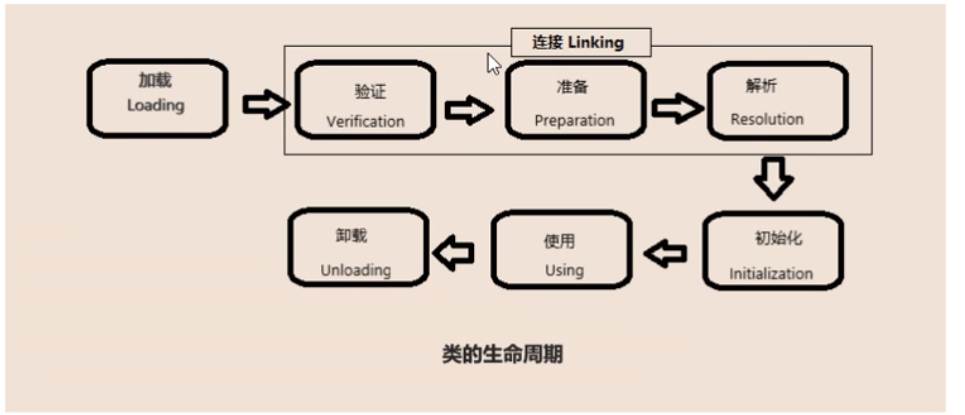 连接 Linking
加载
Loading
验证
Verification
准备
Preparation
解析
Resolution
初始化
Initialization
使用
Using
卸载
Unloading
类的生命周期